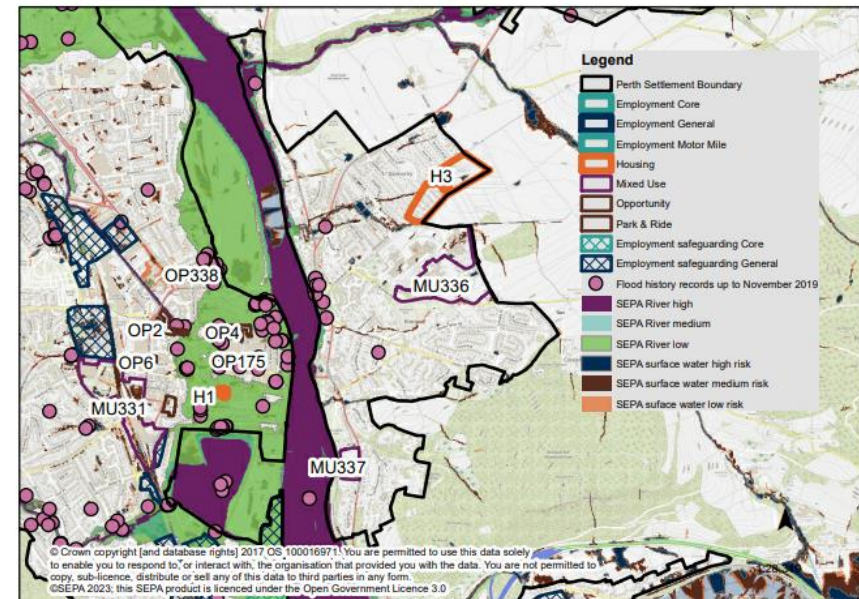 Legend
Perth Settlement Boundary
Employment Core
Employment General
Employment Motor Mile
Housing
Mixed Use
Opportunity
Park & Ride
Employment safeguarding Core
Employment safeguarding General
Flood history records up to November 2019
SEPA River high
SEPA River medium
SEPA River low
SEPA surface water high risk
SEPA surface water medium risk
SEPA suface water low risk
H3
MU336
OP338
OP2
OP4
OP6
OP175
H1
MU331
MU337
© Crown copyright [and database rights] 2017 OS 100016971. You are permitted to use this data solely
to enable you to respond to, or interact with, the organisation that provided you with the data. You are not permitted to
copy, sub-licence, distribute or sell any of this data to third parties in any form.
©SEPA 2023; this SEPA product is licenced under the Open Government Licence 3.0